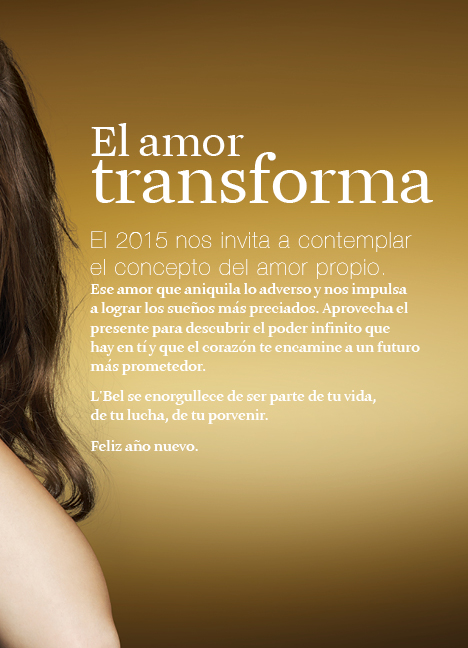 El amor
transforma
El 2015 nos invita a contemplar
el concepto del amor propio.
Ese amor que aniquila lo adverso y nos impulsa
a lograr los sueños más preciados. Aprovecha el
presente para descubrir el poder infinito que
hay en tí y que el corazón te encamine a un futuro
más prometedor.
L'Bel se enorgullece de ser parte de tu vida,
de tu lucha, de tu porvenir.
Feliz año nuevo.